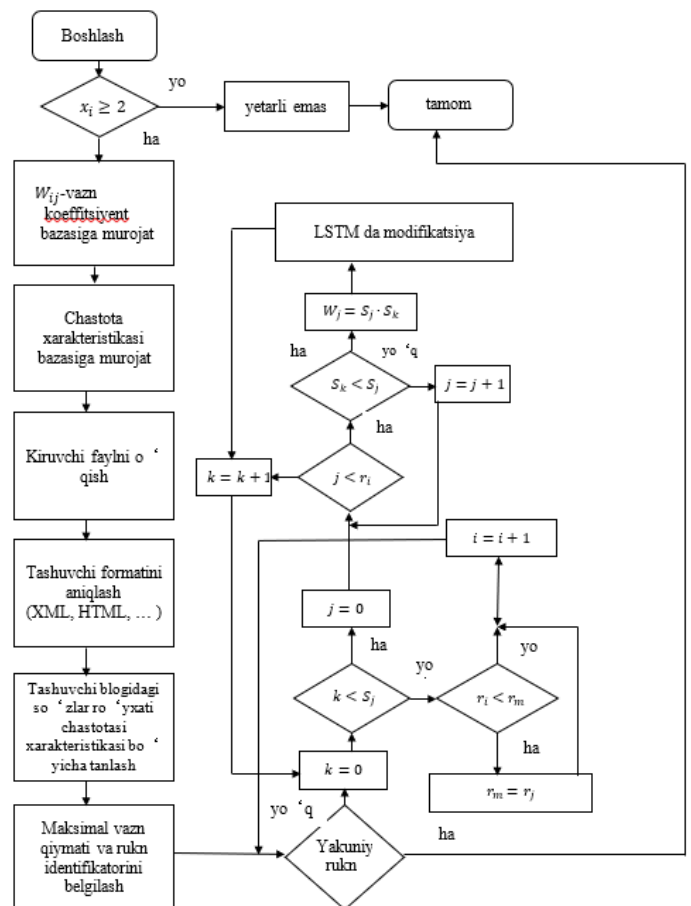 Boshlash
yo
x_i ≥ 2
yetarli emas
tamom
ha
W_ij-vazn
koeffitsiyent
bazasiga murojat
LSTM da modifikatsiya
Chastota
xarakteristikasi
bazasiga murojat
W_j = S_j · S_k
ha
yo ‘q
S_k < S_j
j = j + 1
ha
Kiruvchi faylni o ‘
qish
k = k + 1
j < r_i
i = i + 1
Tashuvchi formatini
aniqlash
(XML, HTML, … )
j = 0
ha
yo
yo
k < S_j
r_i < r_m
Tashuvchi blogidagi
so ‘zlar ro ‘yxati
chastotasi
xarakteristikasi bo ‘
yicha tanlash
ha
k = 0
r_m = r_j
yo ‘q
ha
Maksimal vazn
qiymati va rukn
identifikatorini
belgilash
Yakuniy
rukn